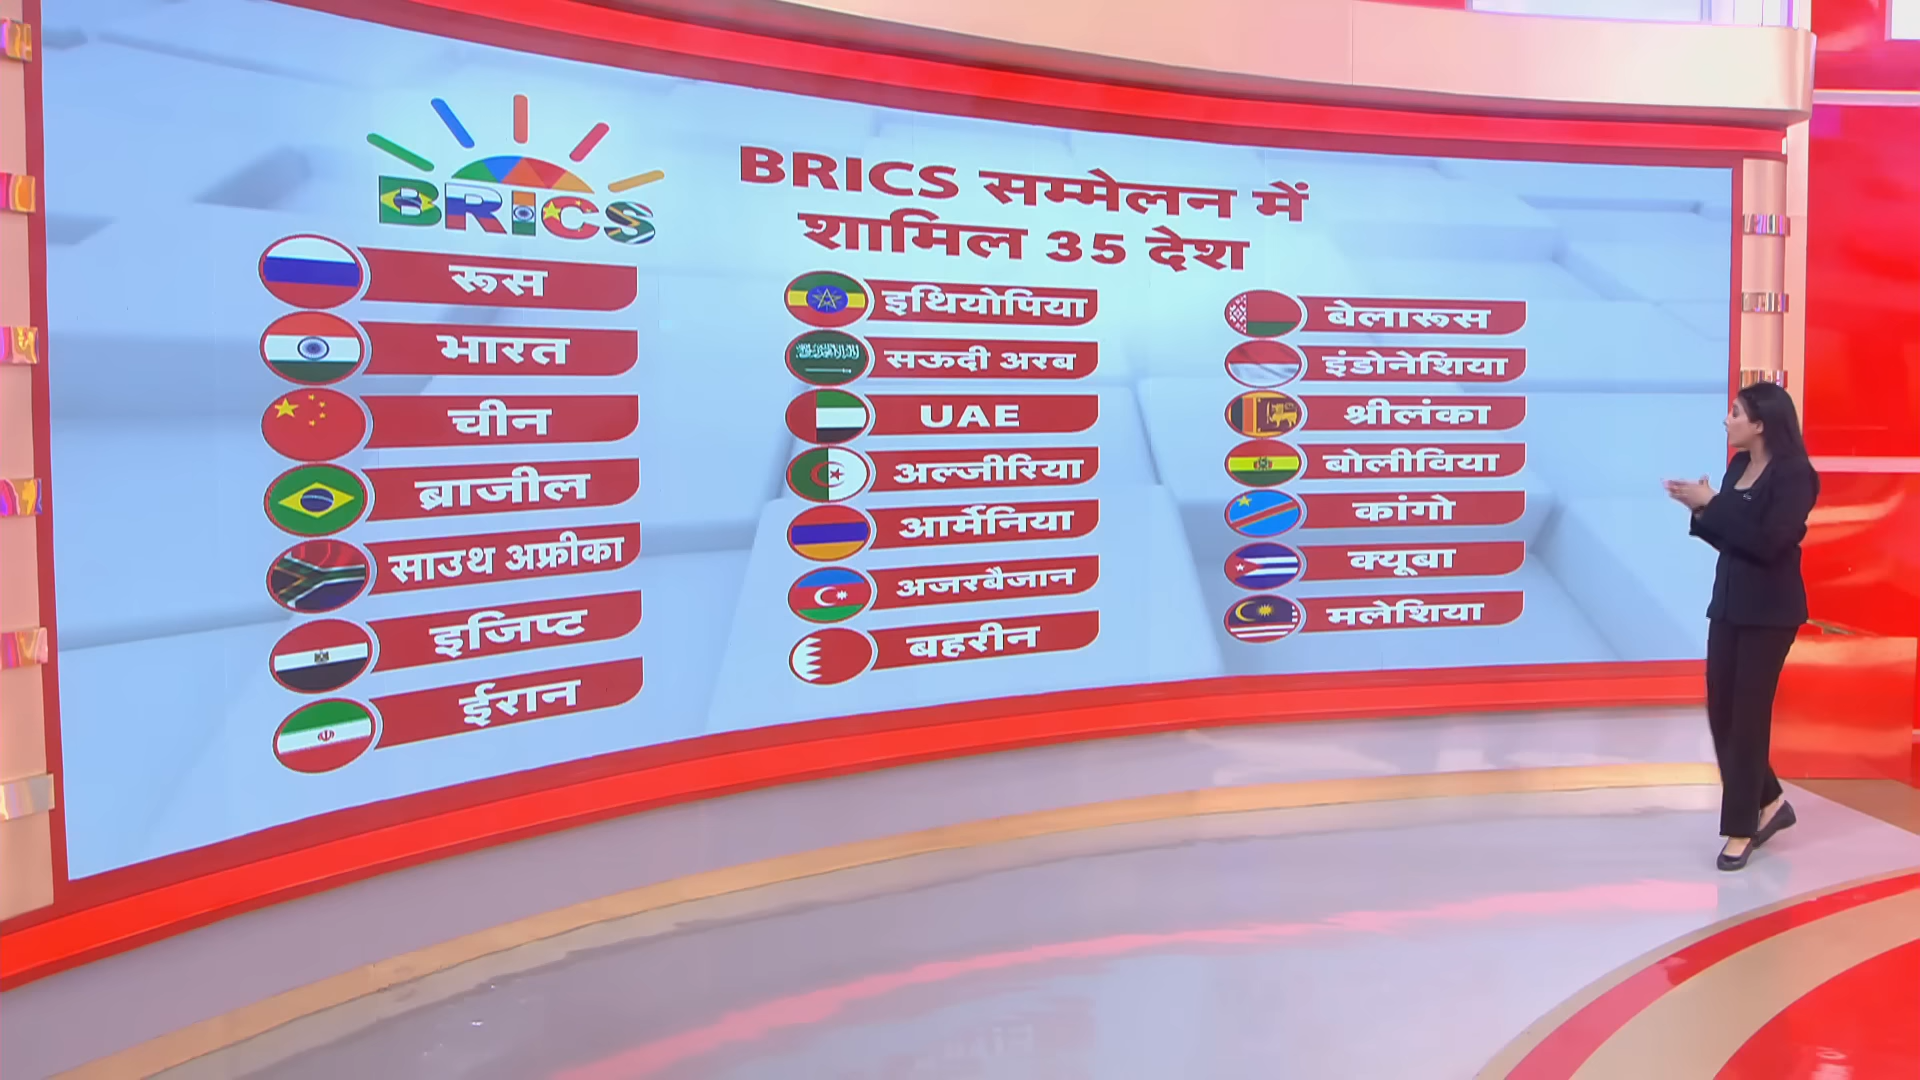 BRICS
BRICS सम्मेलन में
शामिल 35 देश
रूस
भारत
चीन
ब्राजील
साउथ अफ्रीका
इजिप्ट
ईरान
इथियोपिया
सऊदी अरब
UAE
अल्जीरिया
आर्मेनिया
अजरबैजान
बहरीन
बेलारूस
इंडोनेशिया
श्रीलंका
बोलीविया
कांगो
क्यूबा
मलेशिया